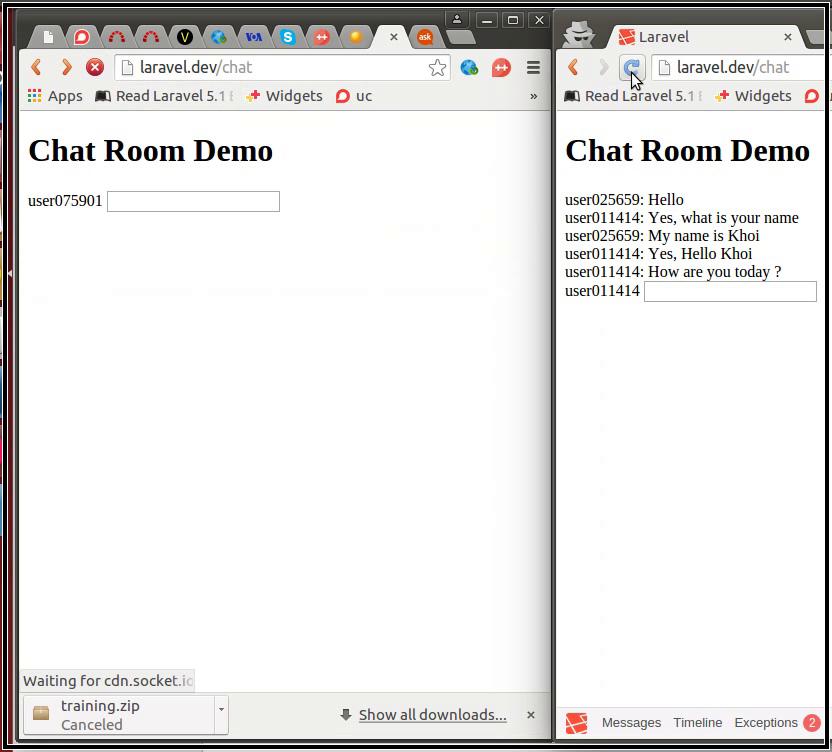 V
VOA
S
++
ask
laravel.dev/chat
++
Apps
Read Laravel 5.1
Widgets
uc
»
Chat Room Demo
user075901
Waiting for cdn.socket.io
training.zip
Canceled
Show all downloads...
Laravel
laravel.dev/chat
Read Laravel 5.1
Widgets
Chat Room Demo
user025659: Hello
user011414: Yes, what is your name
user025659: My name is Khoi
user011414: Yes, Hello Khoi
user011414: How are you today ?
user011414
Messages Timeline Exceptions 2